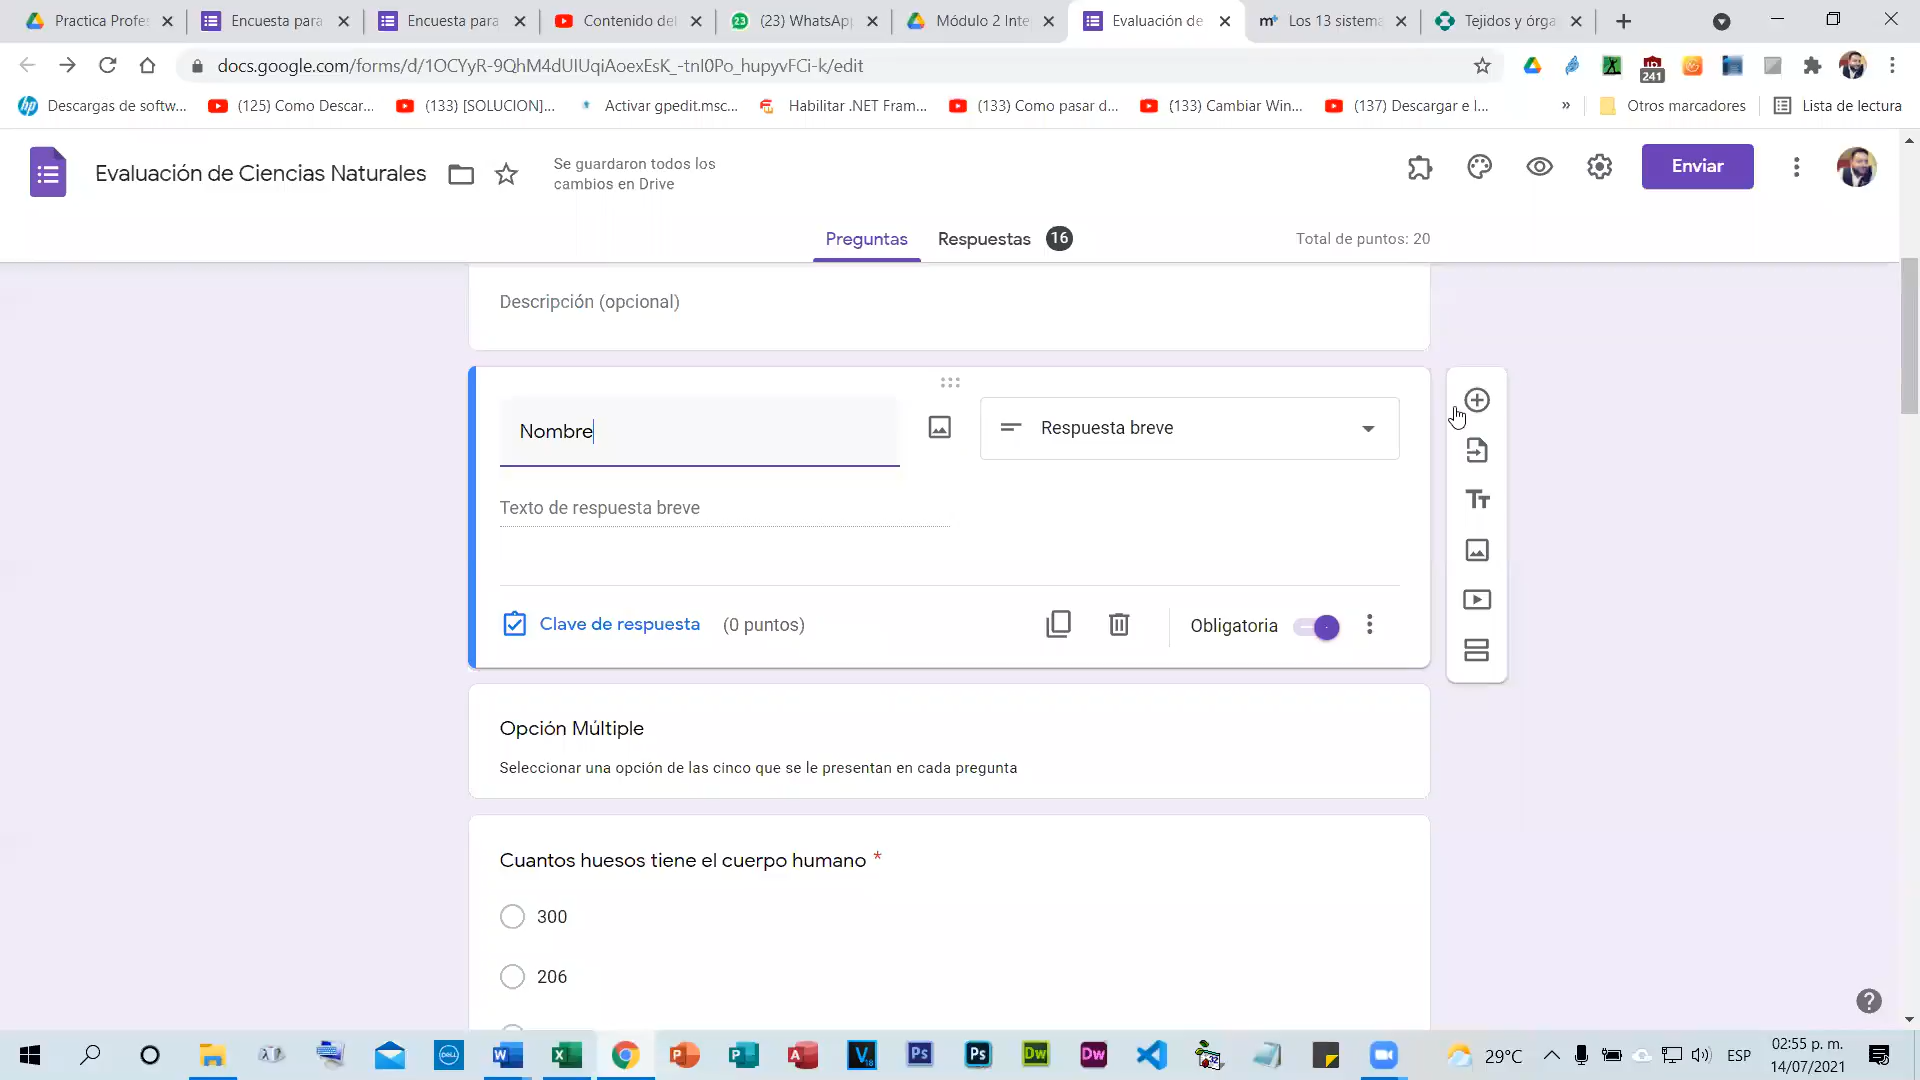 Practica Profes
Encuesta para
Encuesta para
Contenido del
23
(23) WhatsApp
Módulo 2 Inte
Evaluación de
Los 13 sistema
Tejidos y órga
docs.google.com/forms/d/1OCYyR-9QhM4dUIUqiAoexEsK_-tnI0Po_hupyvFCi-k/edit
241
Descargas de softw...
(125) Como Descar...
(133) [SOLUCION]...
Activar gpedit.msc...
Habilitar .NET Fram...
(133) Como pasar d...
(133) Cambiar Win...
(137) Descargar e I...
»
Otros marcadores
Lista de lectura
Evaluación de Ciencias Naturales
Se guardaron todos los
cambios en Drive
Enviar
Preguntas
Respuestas
16
Total de puntos: 20
Descripción (opcional)
Nombre
Respuesta breve
Texto de respuesta breve
Clave de respuesta
(0 puntos)
Obligatoria
Opción Múltiple
Seleccionar una opción de las cinco que se le presentan en cada pregunta
Cuantos huesos tiene el cuerpo humano *
300
206
29°C
ESP
02:55 p. m.
14/07/2021